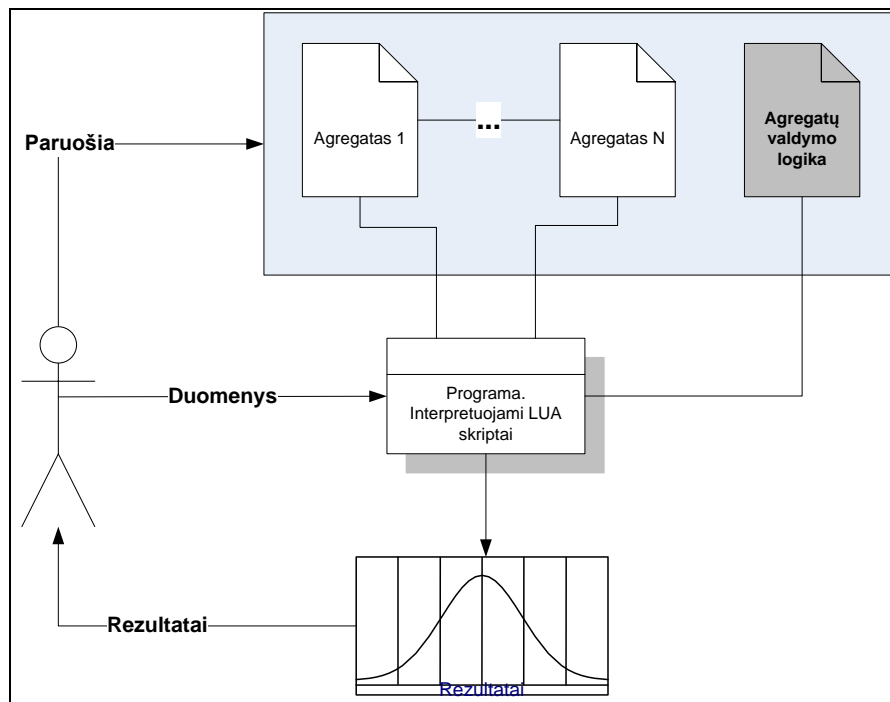 Agregatas 1
...
Agregatas N
Agregatų
valdymo
logika
Paruošia
Duomenys
Programa.
Interpretuojami LUA
skriptai
Rezultatai
Rezultatai